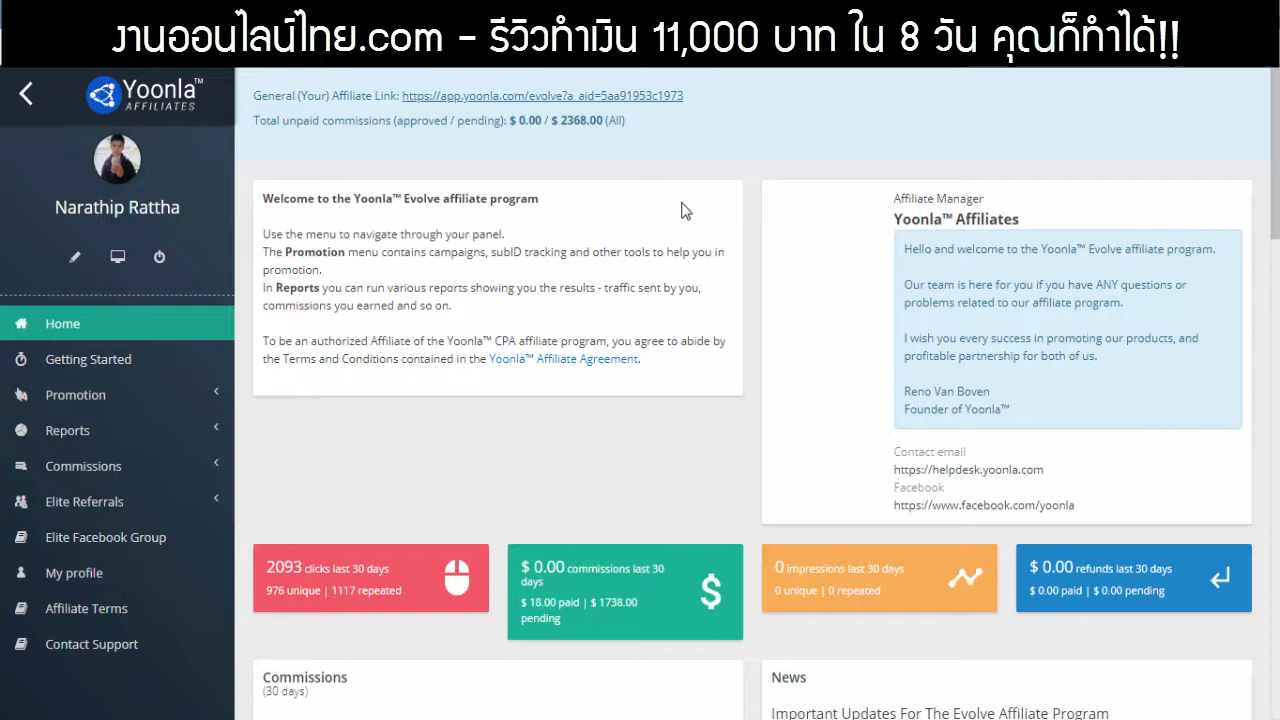 งานออนไลน์ไทย.com - รีวิวทำเงิน 11,000 บาท ใน 8 วัน คุณก็ทำได้!!
Yoonla™
AFFILIATES
Narathip Rattha
Home
Getting Started
Promotion
Reports
Commissions
Elite Referrals
Elite Facebook Group
My profile
Affiliate Terms
Contact Support
General (Your) Affiliate Link: https://app.yoonla.com/evolve?a_aid=5aa91953c1973
Total unpaid commissions (approved / pending): $ 0.00 / $ 2368.00 (All)
Welcome to the Yoonla™ Evolve affiliate program
Use the menu to navigate through your panel.
The Promotion menu contains campaigns, subID tracking and other tools to help you in
promotion.
In Reports you can run various reports showing you the results - traffic sent by you,
commissions you earned and so on.
To be an authorized Affiliate of the Yoonla™ CPA affiliate program, you agree to abide by
the Terms and Conditions contained in the Yoonla™ Affiliate Agreement.
Affiliate Manager
Yoonla™ Affiliates
Hello and welcome to the Yoonla™ Evolve affiliate program.
Our team is here for you if you have ANY questions or
problems related to our affiliate program.
I wish you every success in promoting our products, and
profitable partnership for both of us.
Reno Van Boven
Founder of Yoonla™
Contact email
https://helpdesk.yoonla.com
Facebook
https://www.facebook.com/yoonla
2093 clicks last 30 days
976 unique | 1117 repeated
$ 0.00 commissions last 30
days
$ 18.00 paid | $ 1738.00
pending
0 impressions last 30 days
0 unique | 0 repeated
$ 0.00 refunds last 30 days
$ 0.00 paid | $ 0.00 pending
Commissions
(30 days)
News
Important Updates For The Evolve Affiliate Program